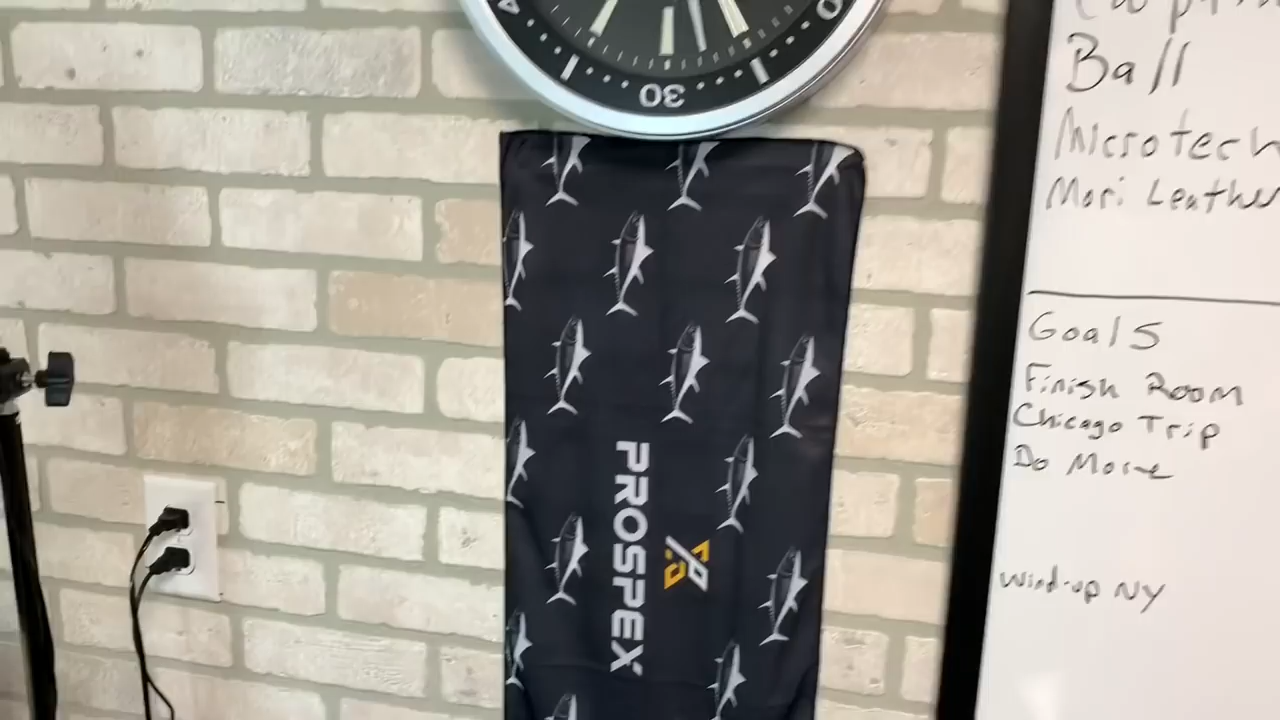 30
PROSPEX
Ball
Microtech
Mori Leather
Goals
Finish Room
Chicago Trip
Do More
Wind-up NY